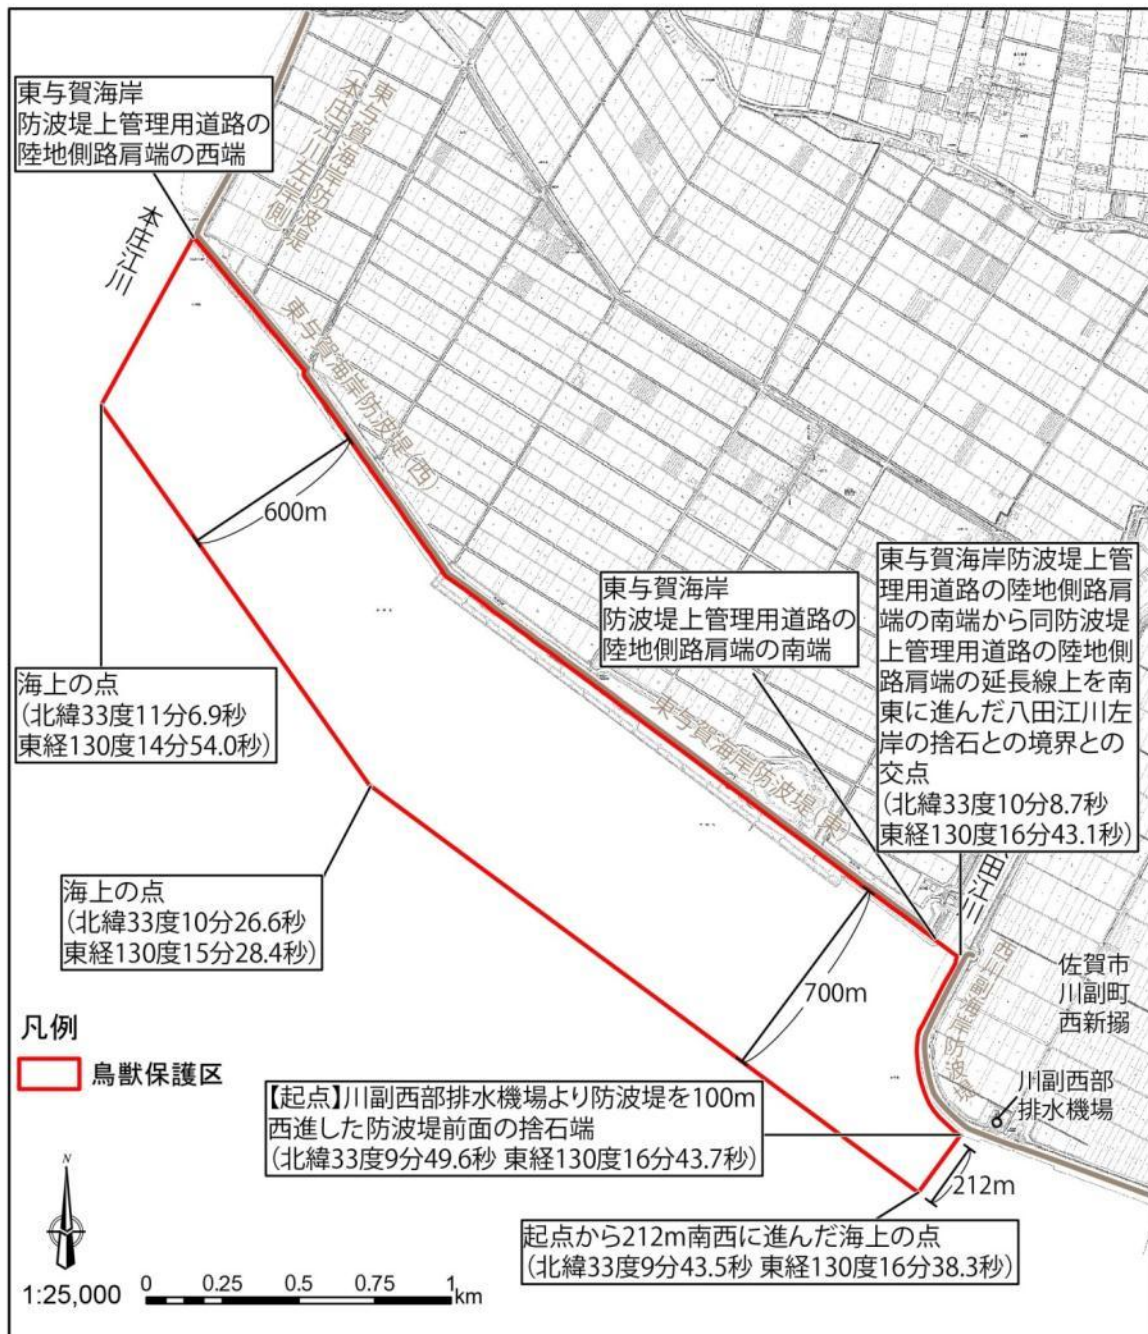 東与賀海岸
防波堤上管理用道路の
陸地側路肩端の西端
東与賀海岸防波堤
(本庄江川左岸側)
本庄江川
東与賀海岸防波堤(西)
600m
東与賀海岸
防波堤上管理用道路の
陸地側路肩端の南端
東与賀海岸防波堤上管
理用道路の陸地側路肩
端の南端から同防波堤
上管理用道路の陸地側
路肩端の延長線上を南
東に進んだ八田江川左
岸の捨石との境界との
交点
(北緯33度10分8.7秒
東経130度16分43.1秒)
海上の点
(北緯33度11分6.9秒
東経130度14分54.0秒)
東与賀海岸防波堤(東)
田江川
海上の点
(北緯33度10分26.6秒
東経130度15分28.4秒)
700m
西川副海岸防波堤
佐賀市
川副町
西新搦
川副西部
排水機場
凡例
鳥獣保護区
【起点】川副西部排水機場より防波堤を100m
西進した防波堤前面の捨石端
(北緯33度9分49.6秒 東経130度16分43.7秒)
212m
起点から212m南西に進んだ海上の点
(北緯33度9分43.5秒 東経130度16分38.3秒)
N
1:25,000
0 0.25 0.5 0.75 1
km